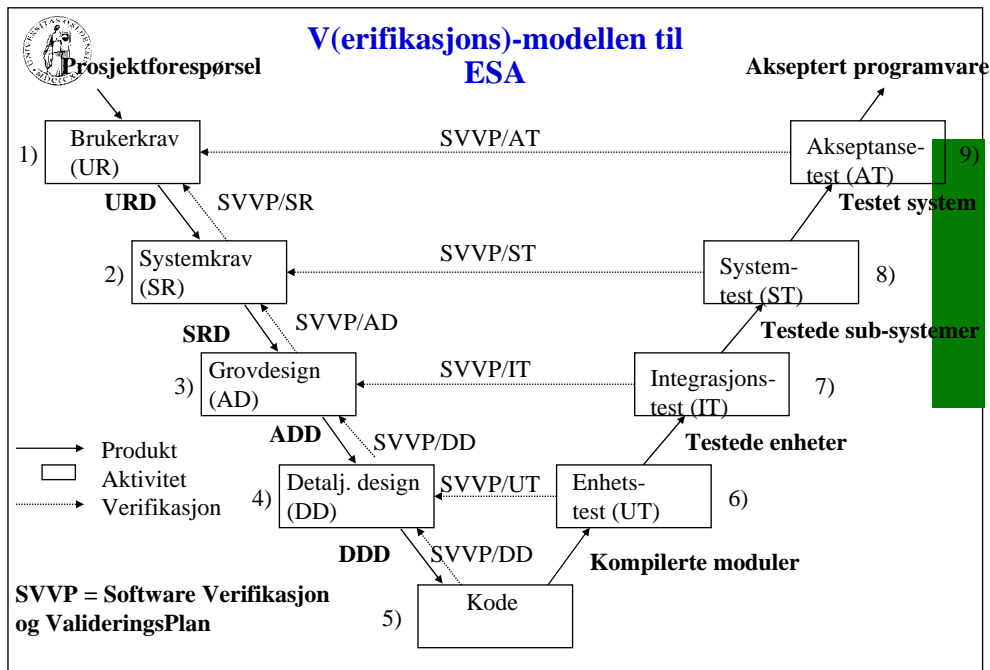 V(erifikasjons)-modellen til
ESA
Prosjektforespørsel
Akseptert programvare
1)
Brukerkrav
(UR)
SVVP/AT
Akseptanse-
test (AT)
9)
URD
SVVP/SR
Testet system
2)
Systemkrav
(SR)
SVVP/ST
System-
test (ST)
8)
SRD
SVVP/AD
Testede sub-systemer
3)
Grovdesign
(AD)
SVVP/IT
Integrasjons-
test (IT)
7)
ADD
SVVP/DD
Testede enheter
Produkt
Aktivitet
Verifikasjon
4)
Detalj. design
(DD)
SVVP/UT
Enhets-
test (UT)
6)
DDD
SVVP/DD
Kompilerte moduler
SVVP = Software Verifikasjon
og ValideringsPlan
5)
Kode